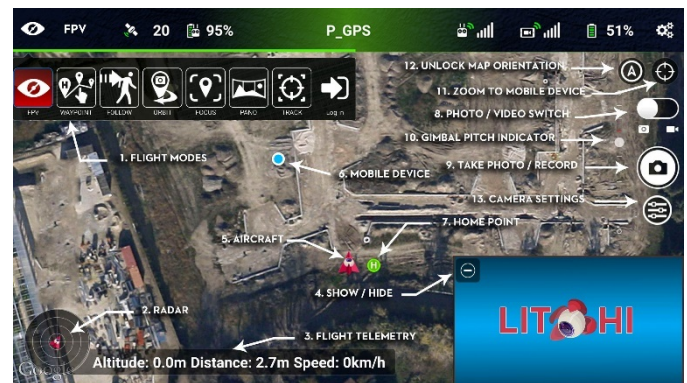 FPV 20 95% P_GPS 51%
12. UNLOCK MAP ORIENTATION A
11. ZOOM TO MOBILE DEVICE
FPV WAYPOINT FOLLOW ORBIT FOCUS PANO TRACK Log in
8. PHOTO / VIDEO SWITCH
10. GIMBAL PITCH INDICATOR
1. FLIGHT MODES
9. TAKE PHOTO / RECORD
6. MOBILE DEVICE
13. CAMERA SETTINGS
7. HOME POINT
5. AIRCRAFT
H
4. SHOW / HIDE
2. RADAR
LITCHI
3. FLIGHT TELEMETRY
Google
Altitude: 0.0m Distance: 2.7m Speed: 0km/h